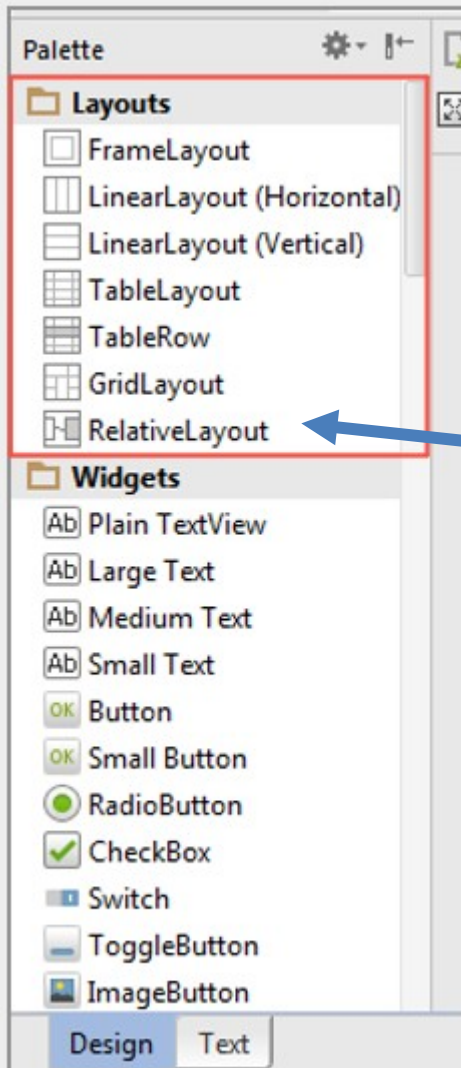 Palette
Layouts
FrameLayout
LinearLayout (Horizontal)
LinearLayout (Vertical)
TableLayout
TableRow
GridLayout
RelativeLayout
Widgets
Ab Plain TextView
Ab Large Text
Ab Medium Text
Ab Small Text
OK Button
OK Small Button
RadioButton
CheckBox
Switch
ToggleButton
ImageButton
Design Text